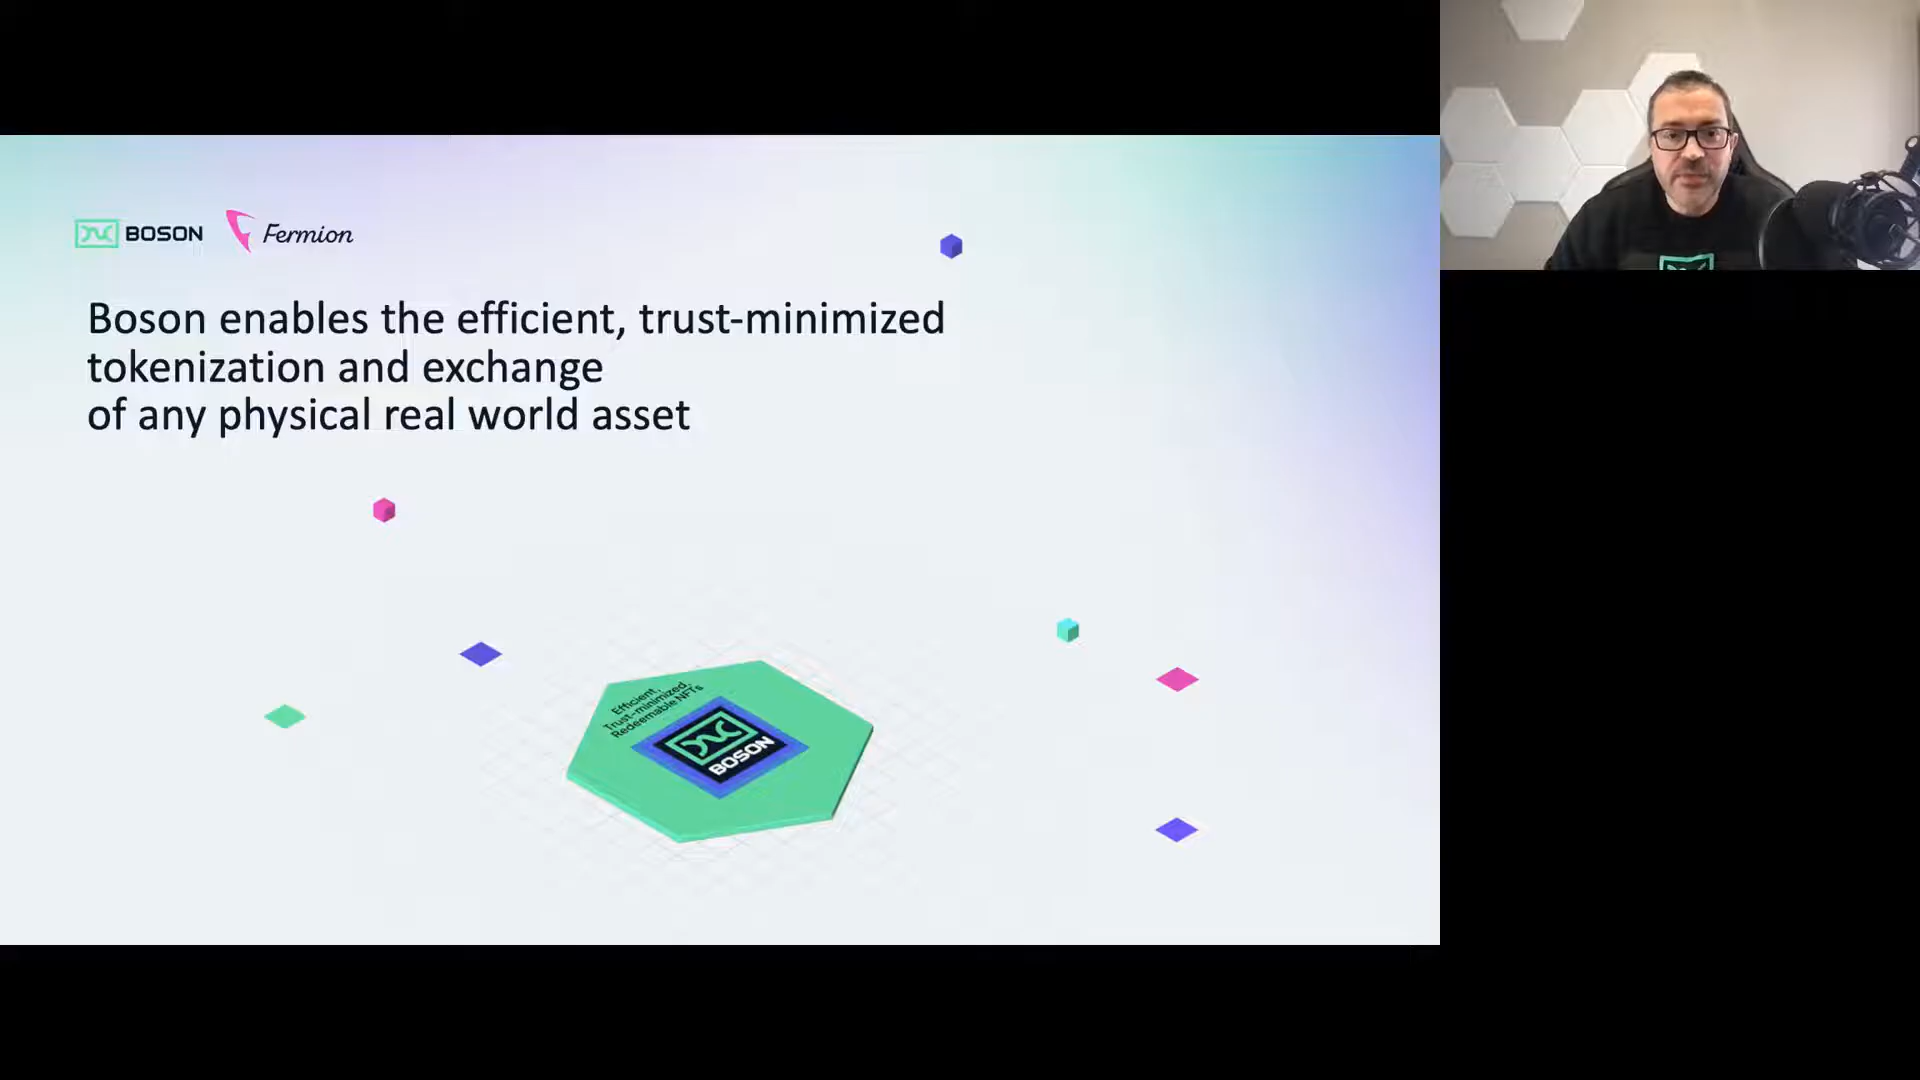 BOSON Fermion
Boson enables the efficient, trust-minimized
tokenization and exchange
of any physical real world asset
Efficient,
Trust-minimized,
Redeemable NFTs
BOSON